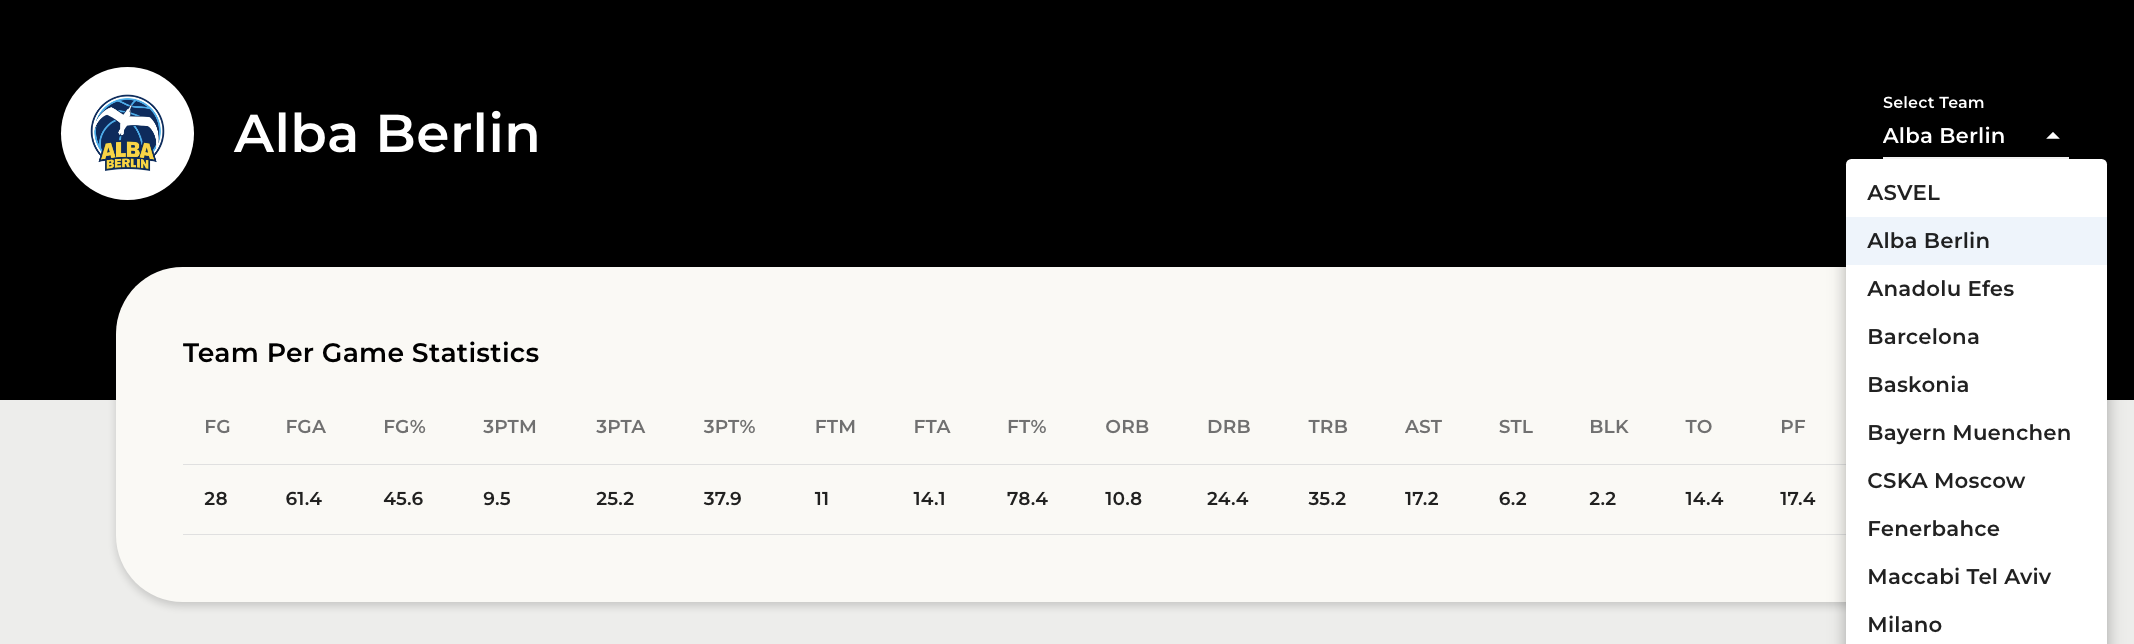 ALBA
BERLIN
Alba Berlin
Select Team
Alba Berlin
ASVEL
Alba Berlin
Anadolu Efes
Barcelona
Baskonia
Bayern Muenchen
CSKA Moscow
Fenerbahce
Maccabi Tel Aviv
Milano
Team Per Game Statistics
FG FGA FG% 3PTM 3PTA 3PT% FTM FTA FT% ORB DRB TRB AST STL BLK TO PF
28 61.4 45.6 9.5 25.2 37.9 11 14.1 78.4 10.8 24.4 35.2 17.2 6.2 2.2 14.4 17.4